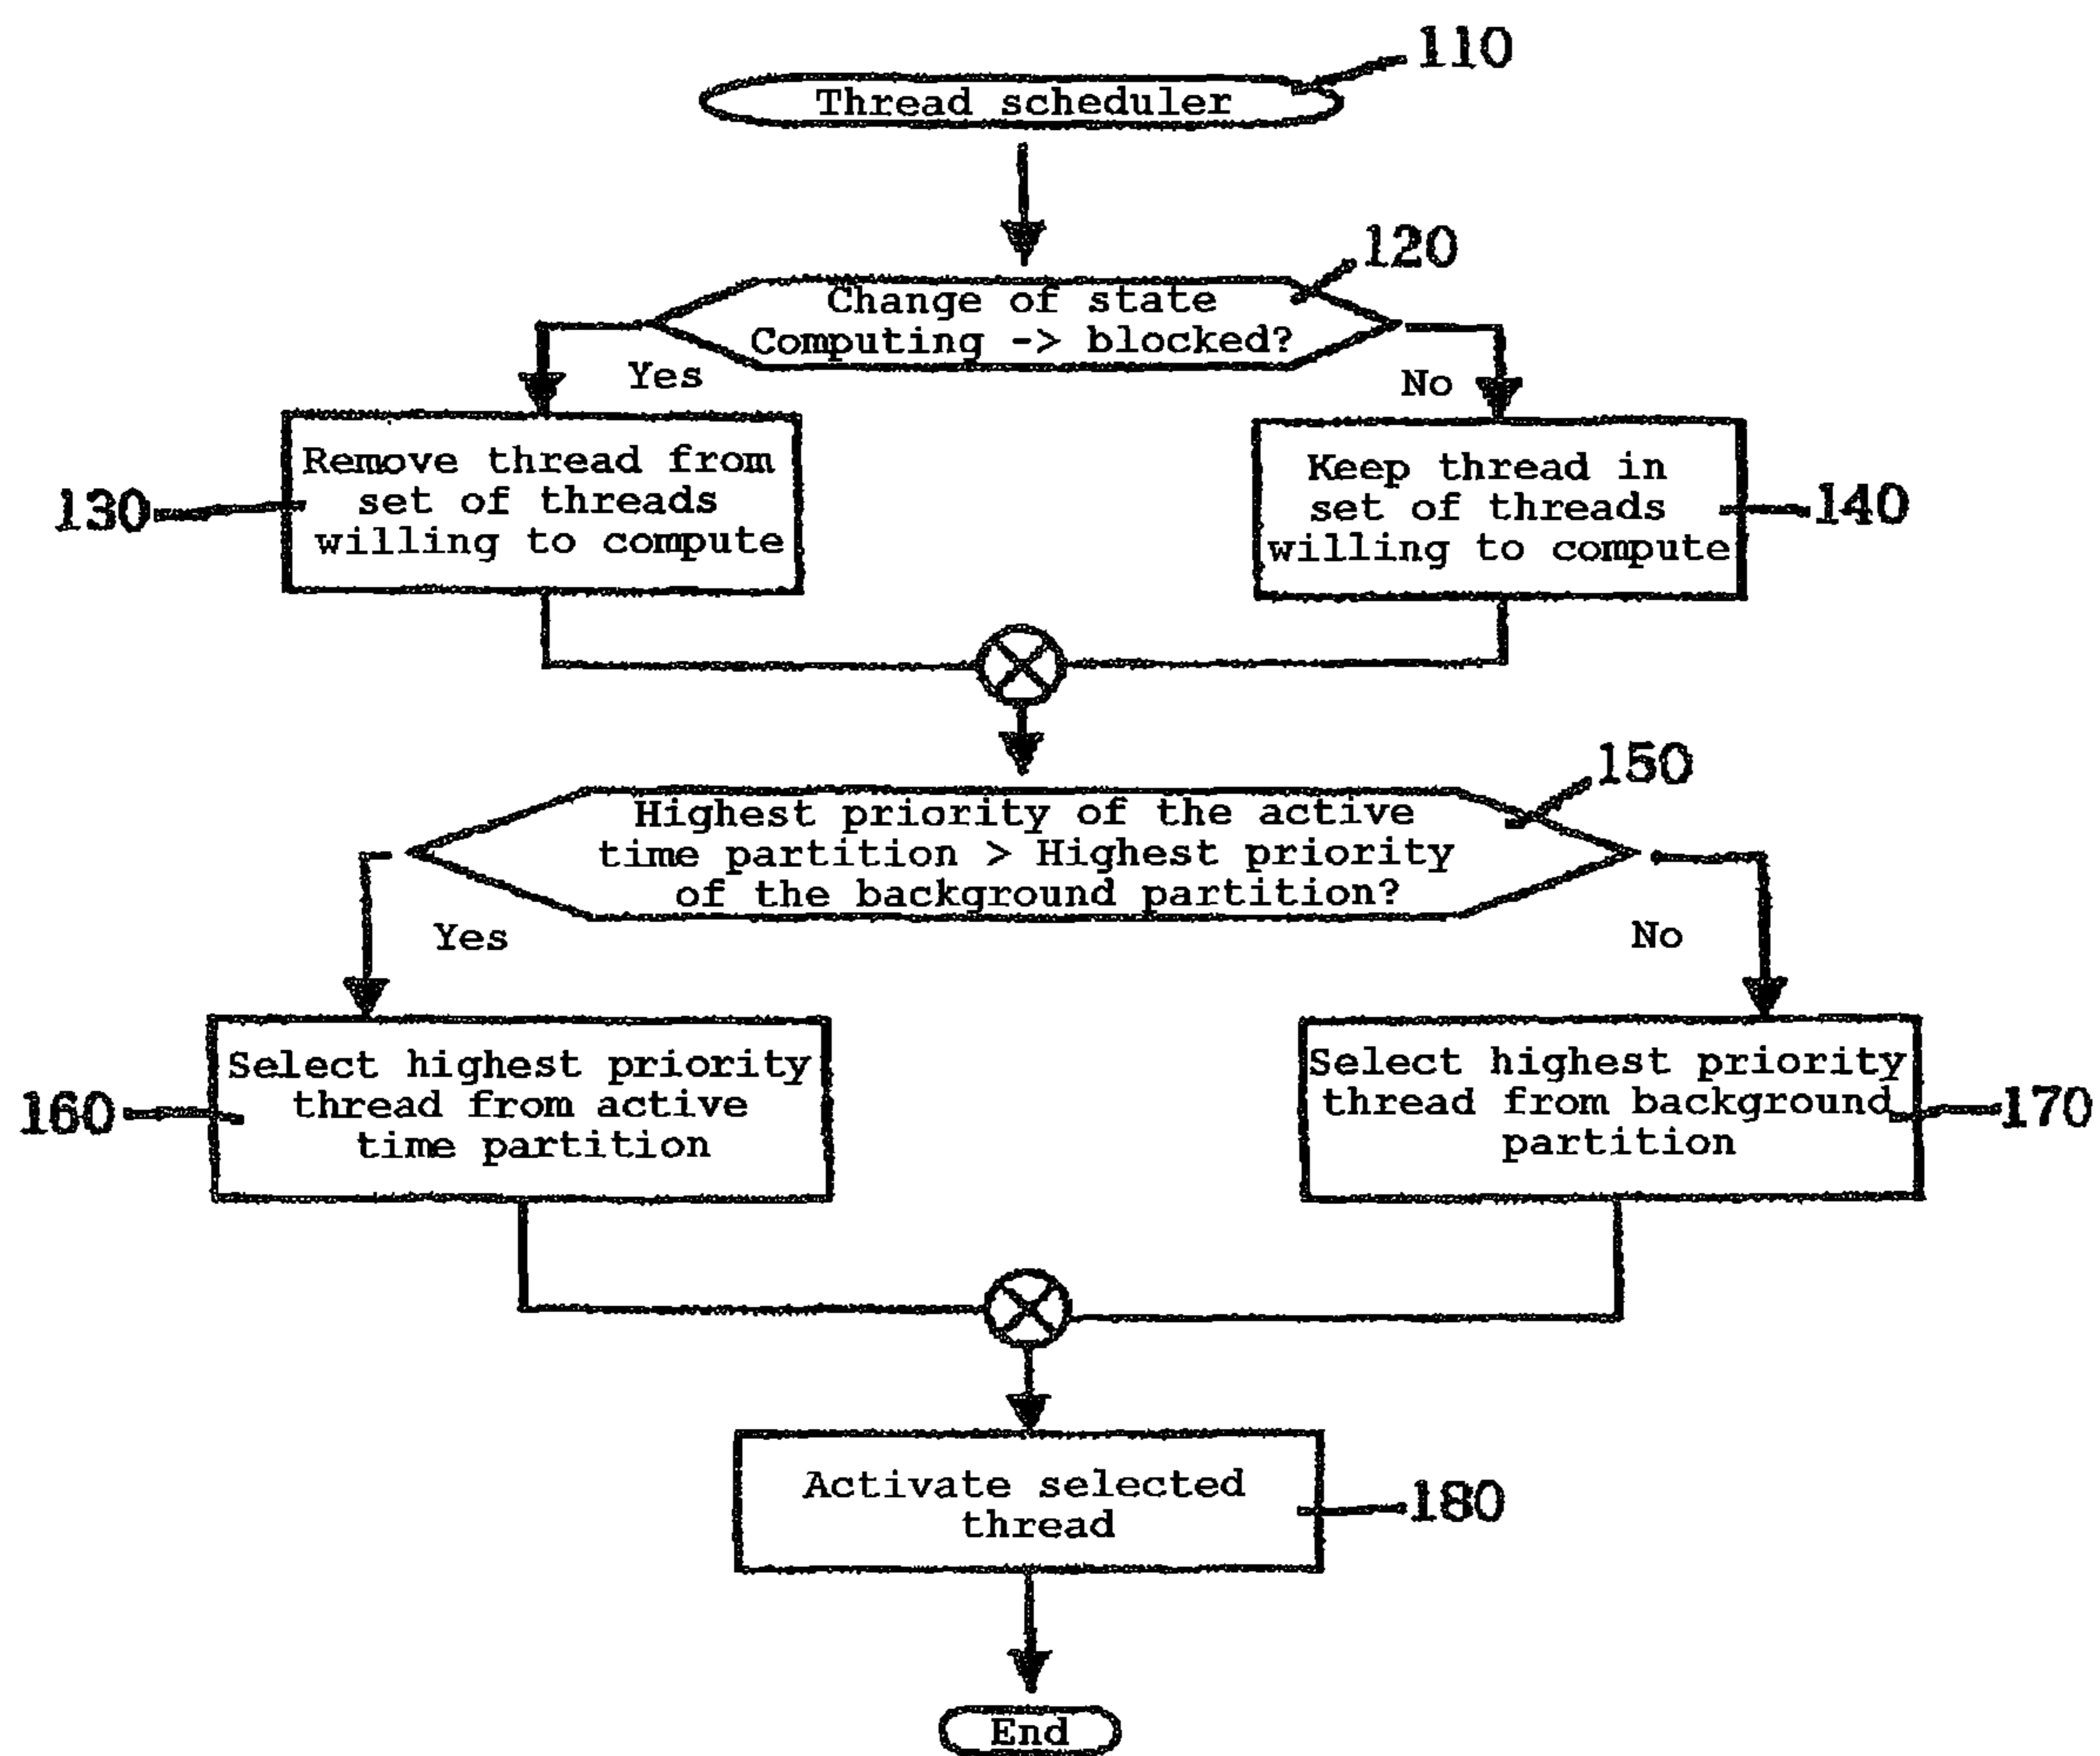 110
Thread scheduler
120
Change of state
Computing -> blocked?
Yes
No
Remove thread from
set of threads
willing to compute
130
Keep thread in
set of threads
willing to compute
140
150
Highest priority of the active
time partition > Highest priority
of the background partition?
Yes
No
Select highest priority
thread from active
time partition
160
Select highest priority
thread from background
partition
170
Activate selected
thread
180
End